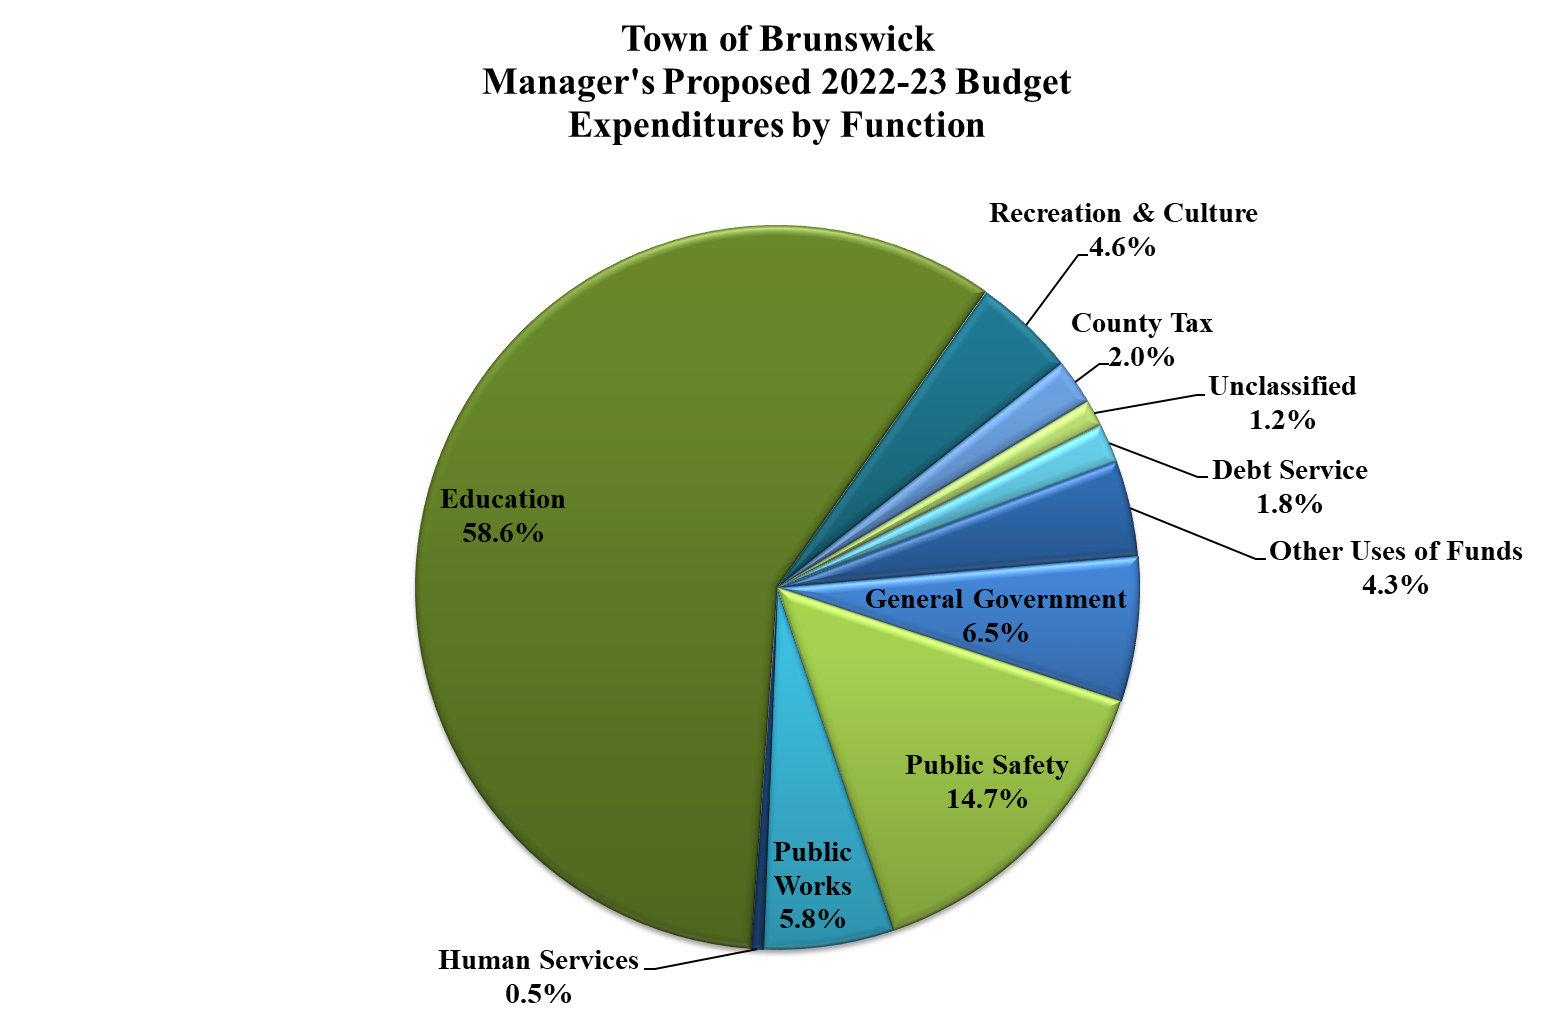 Town of Brunswick
Manager's Proposed 2022-23 Budget
Expenditures by Function
Recreation & Culture
4.6%
County Tax
2.0%
Unclassified
1.2%
Debt Service
1.8%
Other Uses of Funds
4.3%
General Government
6.5%
Public Safety
14.7%
Public
Works
5.8%
Human Services
0.5%
Education
58.6%